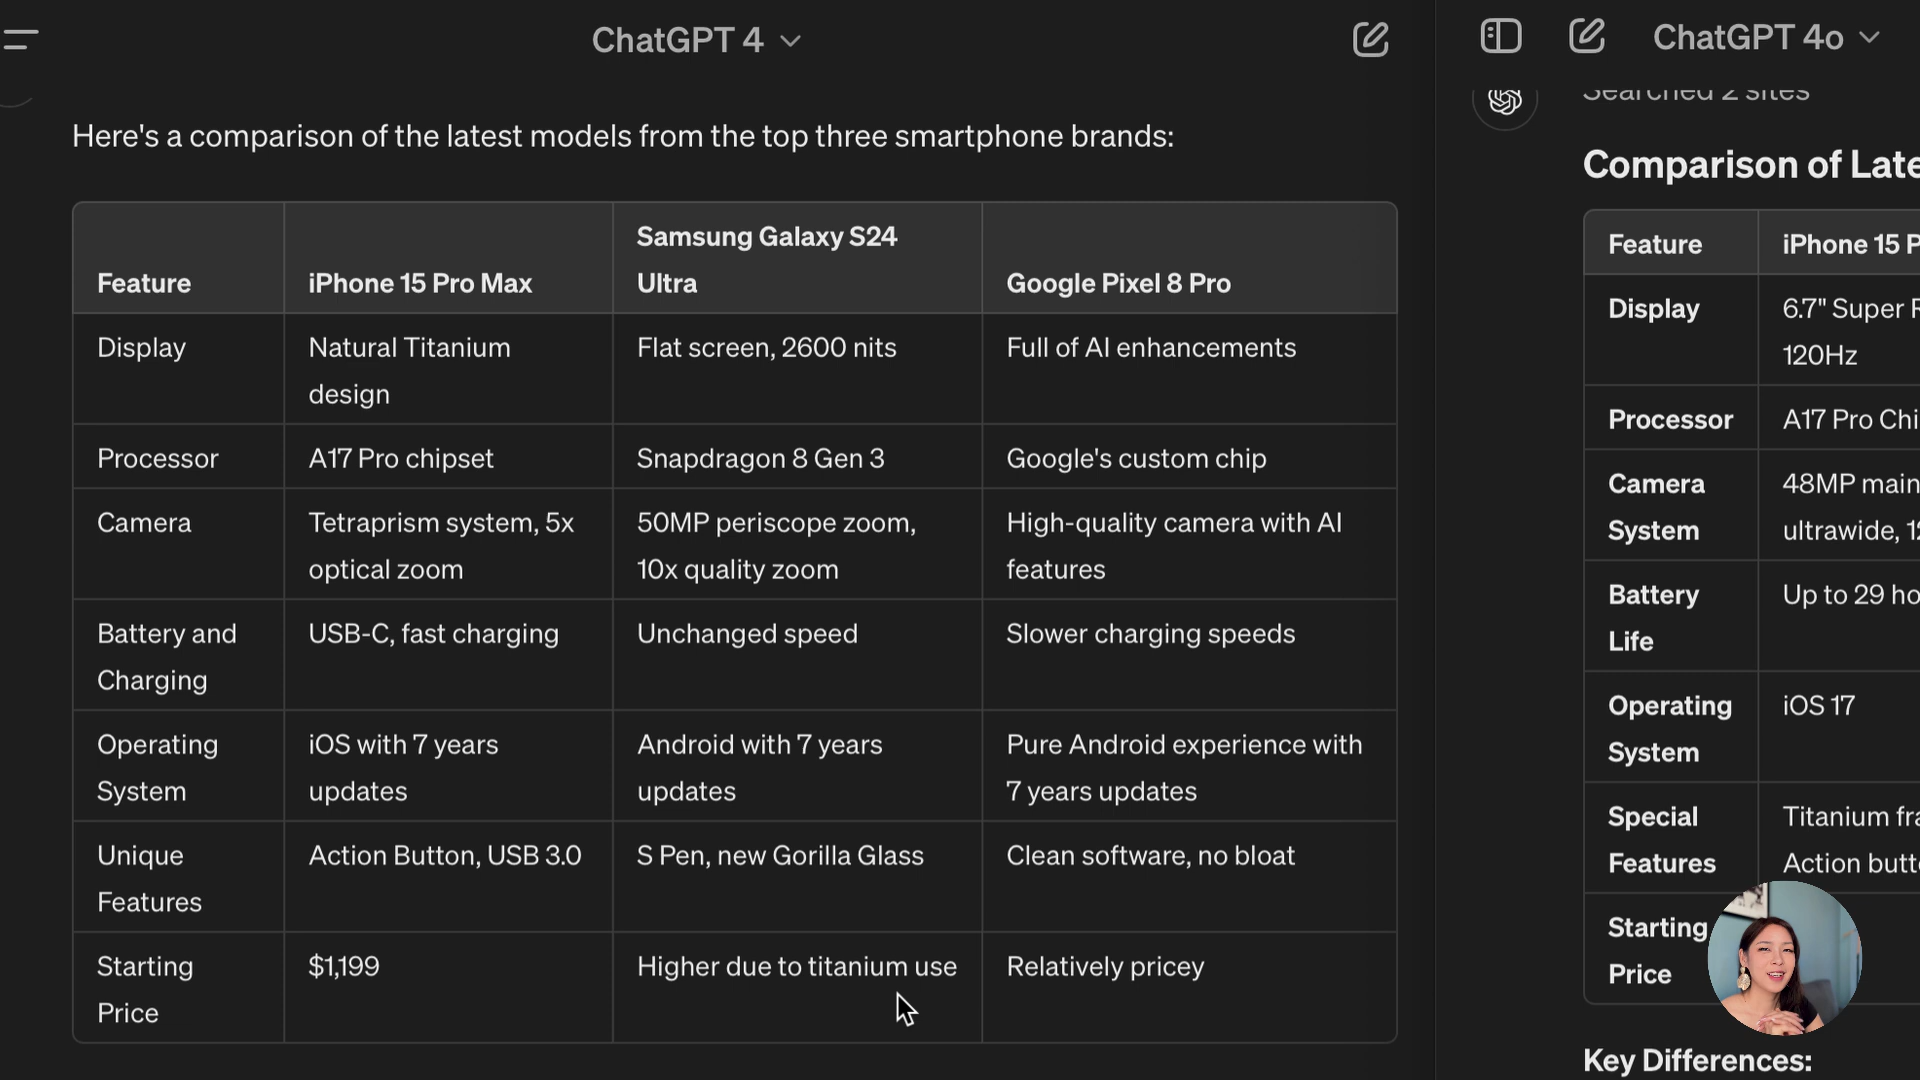 ChatGPT 4
Here's a comparison of the latest models from the top three smartphone brands:
Feature
iPhone 15 Pro Max
Samsung Galaxy S24
Ultra
Google Pixel 8 Pro
Display
Natural Titanium
design
Flat screen, 2600 nits
Full of AI enhancements
Processor
A17 Pro chipset
Snapdragon 8 Gen 3
Google's custom chip
Camera
Tetraprism system, 5x
optical zoom
50MP periscope zoom,
10x quality zoom
High-quality camera with AI
features
Battery and
Charging
USB-C, fast charging
Unchanged speed
Slower charging speeds
Operating
System
iOS with 7 years
updates
Android with 7 years
updates
Pure Android experience with
7 years updates
Unique
Features
Action Button, USB 3.0
S Pen, new Gorilla Glass
Clean software, no bloat
Starting
Price
$1,199
Higher due to titanium use
Relatively pricey
ChatGPT 4o
Searched 2 sites
Comparison of Late
Feature
iPhone 15 P
Display
6.7" Super R
120Hz
Processor
A17 Pro Chi
Camera
System
48MP main
ultrawide, 12
Battery
Life
Up to 29 ho
Operating
System
iOS 17
Special
Features
Titanium fra
Action butt
Starting
Price
Key Differences: